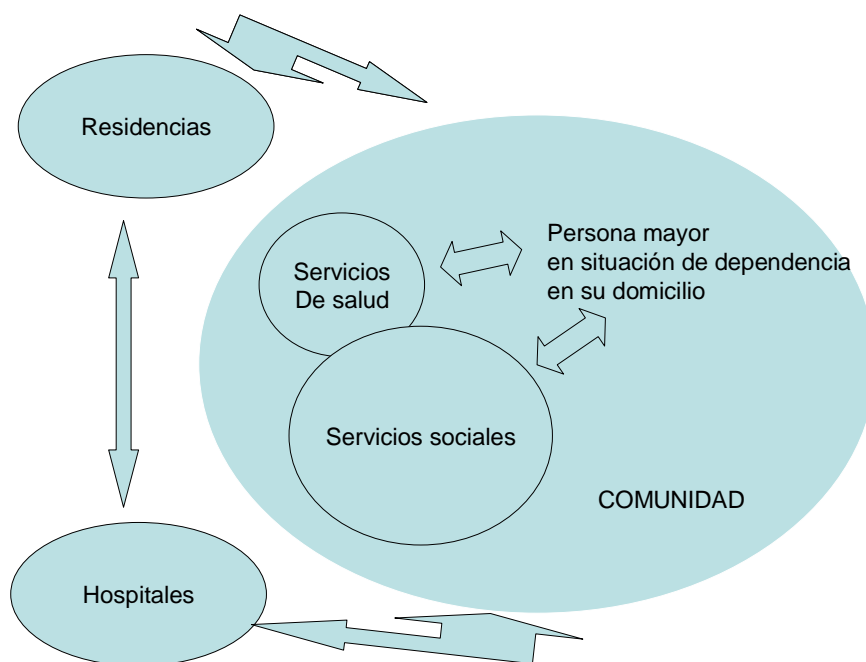 Residencias
Servicios
De salud
Persona mayor
en situación de dependencia
en su domicilio
Servicios sociales
COMUNIDAD
Hospitales